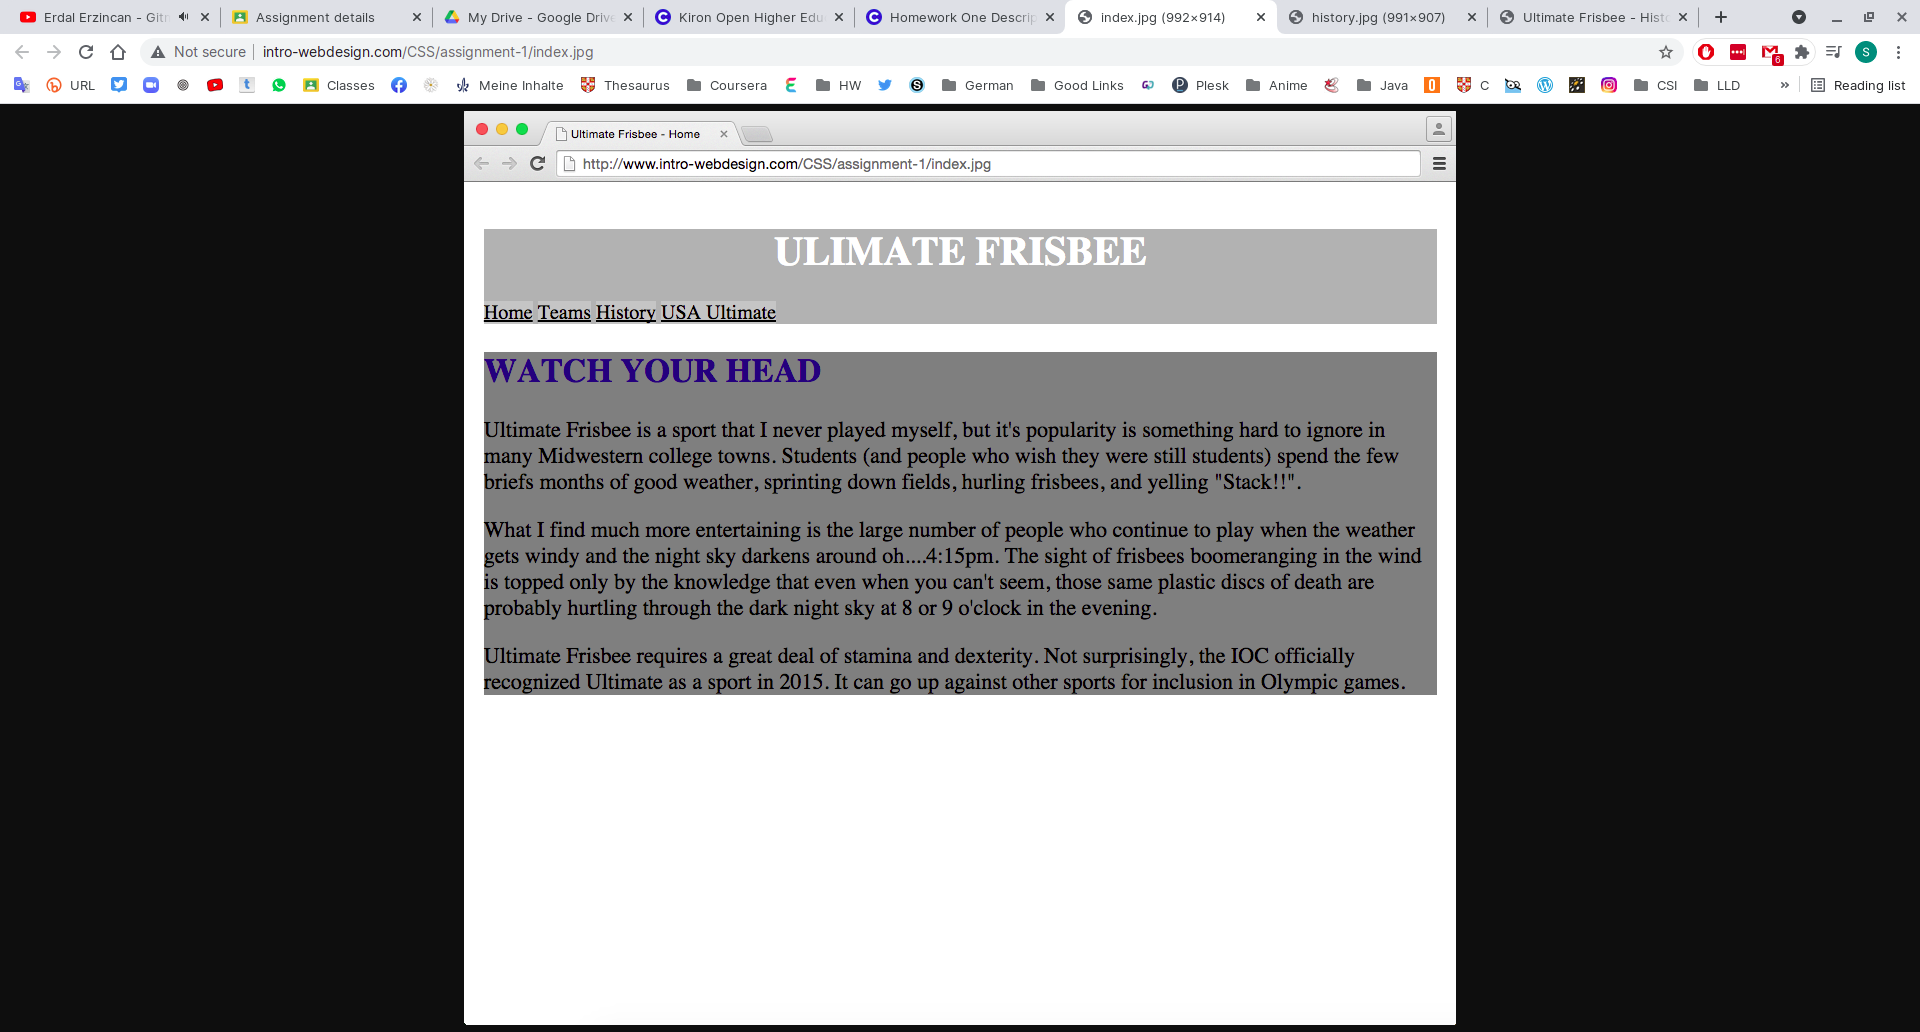 Erdal Erzincan - Gitm
Assignment details
My Drive - Google Drive
Kiron Open Higher Edu
Homework One Descrip
index.jpg (992×914)
history.jpg (991×907)
Ultimate Frisbee - Histo
Not secure
intro-webdesign.com/CSS/assignment-1/index.jpg
6
S
URL
Classes
Meine Inhalte
Thesaurus
Coursera
HW
German
Good Links
Plesk
Anime
Java
C
CSI
LLD
»
Reading list
Ultimate Frisbee - Home
http://www.intro-webdesign.com/CSS/assignment-1/index.jpg
ULIMATE FRISBEE
Home Teams History USA Ultimate
WATCH YOUR HEAD
Ultimate Frisbee is a sport that I never played myself, but it's popularity is something hard to ignore in
many Midwestern college towns. Students (and people who wish they were still students) spend the few
briefs months of good weather, sprinting down fields, hurling frisbees, and yelling "Stack!!".
What I find much more entertaining is the large number of people who continue to play when the weather
gets windy and the night sky darkens around oh....4:15pm. The sight of frisbees boomeranging in the wind
is topped only by the knowledge that even when you can't seem, those same plastic discs of death are
probably hurtling through the dark night sky at 8 or 9 o'clock in the evening.
Ultimate Frisbee requires a great deal of stamina and dexterity. Not surprisingly, the IOC officially
recognized Ultimate as a sport in 2015. It can go up against other sports for inclusion in Olympic games.